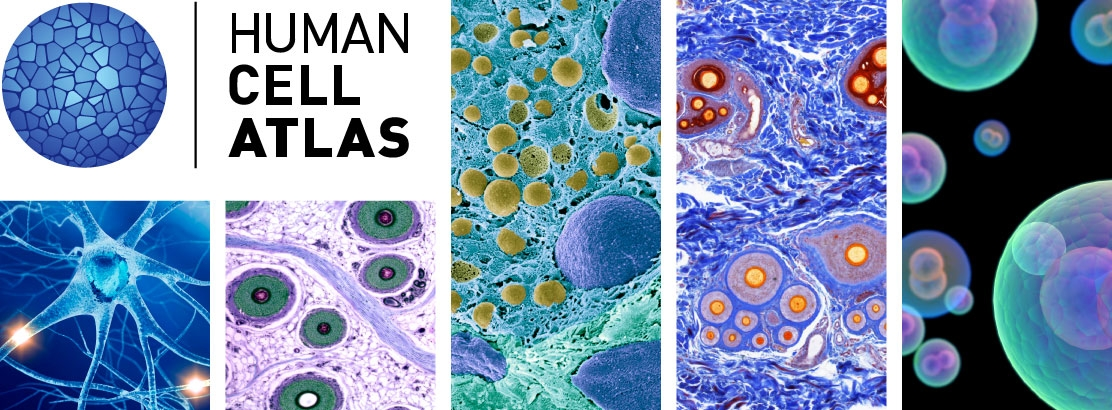 HUMAN
CELL
ATLAS